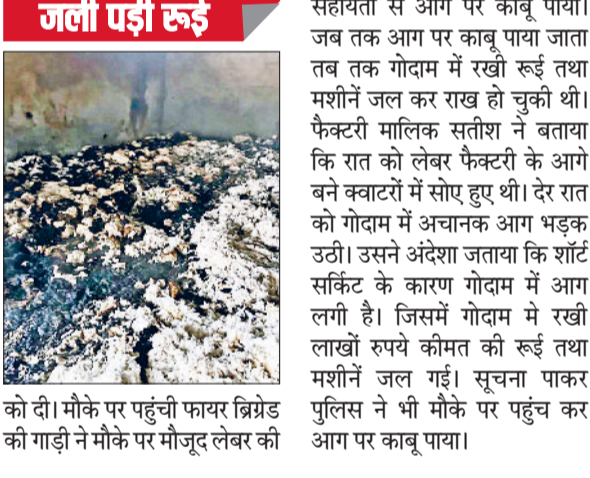 जली पड़ी रूई
को दी। मौके पर पहुंची फायर ब्रिग्रेड
की गाड़ी ने मौके पर मौजूद लेबर की
सहायता से आग पर काबू पाया।
जब तक आग पर काबू पाया जाता
तब तक गोदाम में रखी रूई तथा
मशीनें जल कर राख हो चुकी थी।
फैक्टरी मालिक सतीश ने बताया
कि रात को लेबर फैक्टरी के आगे
बने क्वाटरों में सोए हुए थी। देर रात
को गोदाम में अचानक आग भड़क
उठी। उसने अंदेशा जताया कि शॉर्ट
सर्किट के कारण गोदाम में आग
लगी है। जिसमें गोदाम मे रखी
लाखों रुपये कीमत की रूई तथा
मशीनें जल गई। सूचना पाकर
पुलिस ने भी मौके पर पहुंच कर
आग पर काबू पाया।